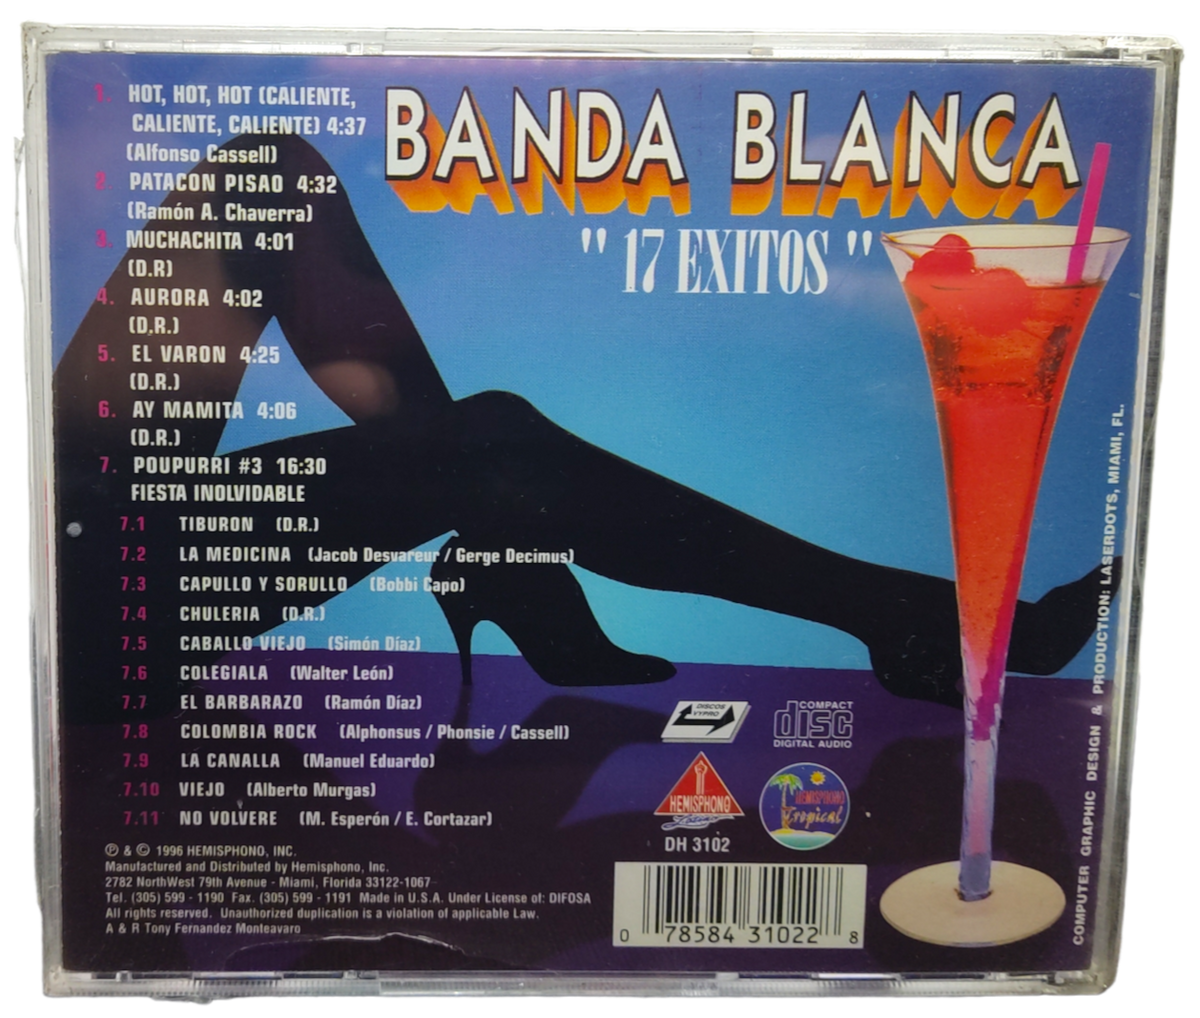 BANDA BLANCA
" 17 EXITOS "
1. HOT, HOT, HOT (CALIENTE,
CALIENTE, CALIENTE) 4:37
(Alfonso Cassell)
2. PATACON PISAO 4:32
(Ramón A. Chaverra)
3. MUCHACHITA 4:01
(D.R)
4. AURORA 4:02
(D.R.)
5. EL VARON 4:25
(D.R.)
6. AY MAMITA 4:06
(D.R.)
7. POUPURRI #3 16:30
FIESTA INOLVIDABLE
7.1 TIBURON (D.R.)
7.2 LA MEDICINA (Jacob Desvareur / Gerge Decimus)
7.3 CAPULLO Y SORULLO (Bobbi Capo)
7.4 CHULERIA (D.R.)
7.5 CABALLO VIEJO (Simón Díaz)
7.6 COLEGIALA (Walter León)
7.7 EL BARBARAZO (Ramón Díaz)
7.8 COLOMBIA ROCK (Alphonsus / Phonsie / Cassell)
7.9 LA CANALLA (Manuel Eduardo)
7.10 VIEJO (Alberto Murgas)
7.11 NO VOLVERE (M. Esperón / E. Cortazar)
℗ & © 1996 HEMISPHONO, INC.
Manufactured and Distributed by Hemisphono, Inc.
2782 NorthWest 79th Avenue - Miami, Florida 33122-1067
Tel. (305) 599 - 1190 Fax. (305) 599 - 1191 Made in U.S.A. Under License of: DIFOSA
All rights reserved. Unauthorized duplication is a violation of applicable Law.
A & R Tony Fernandez Monteavaro
DISCOS
VYPRO
COMPACT
disc
DIGITAL AUDIO
HEMISPHONO
Latino
HEMISPHONO
Tropical
DH 3102
0 78584 31022 8
COMPUTER GRAPHIC DESIGN & PRODUCTION: LASERDOTS, MIAMI, FL.